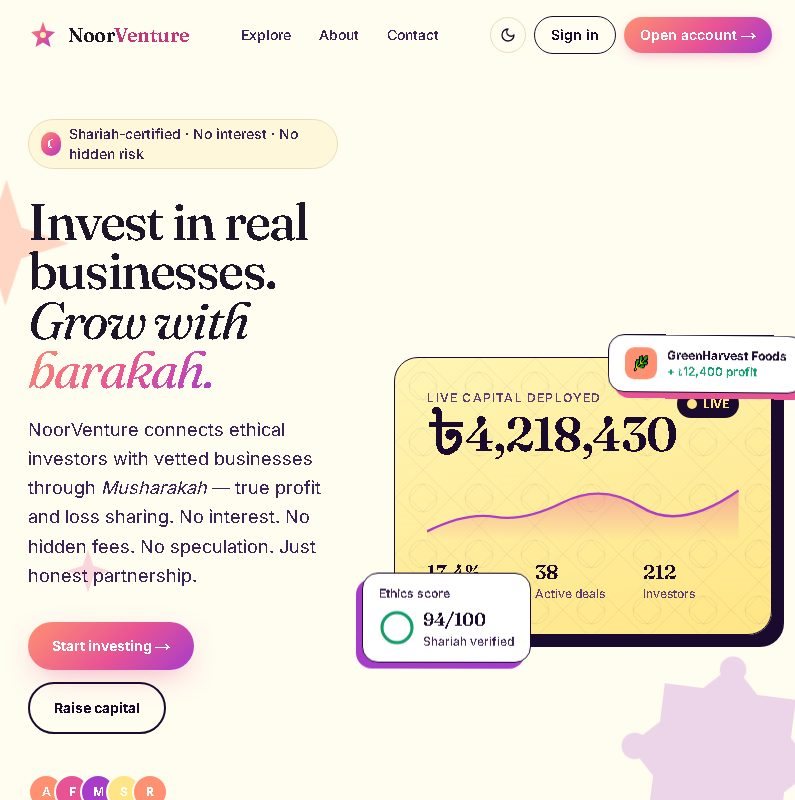 NoorVenture
Explore
About
Contact
Sign in
Open account →
Shariah-certified · No interest · No
hidden risk
Invest in real
businesses.
Grow with
barakah.
NoorVenture connects ethical
investors with vetted businesses
through Musharakah — true profit
and loss sharing. No interest. No
hidden fees. No speculation. Just
honest partnership.
Start investing →
Raise capital
A F M S R
GreenHarvest Foods
+ ৳12,400 profit
LIVE CAPITAL DEPLOYED
LIVE
৳4,218,430
38
Active deals
212
Investors
Ethics score
94/100
Shariah verified